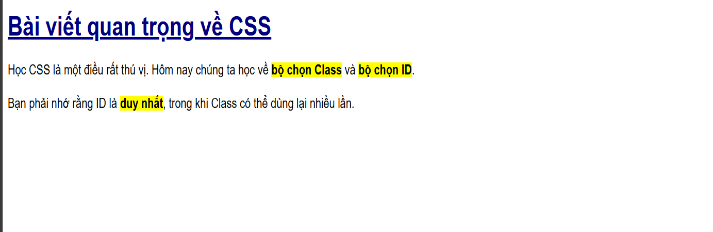 Bài viết quan trọng về CSS
Học CSS là một điều rất thú vị. Hôm nay chúng ta học về bộ chọn Class và bộ chọn ID.
Bạn phải nhớ rằng ID là duy nhất, trong khi Class có thể dùng lại nhiều lần.